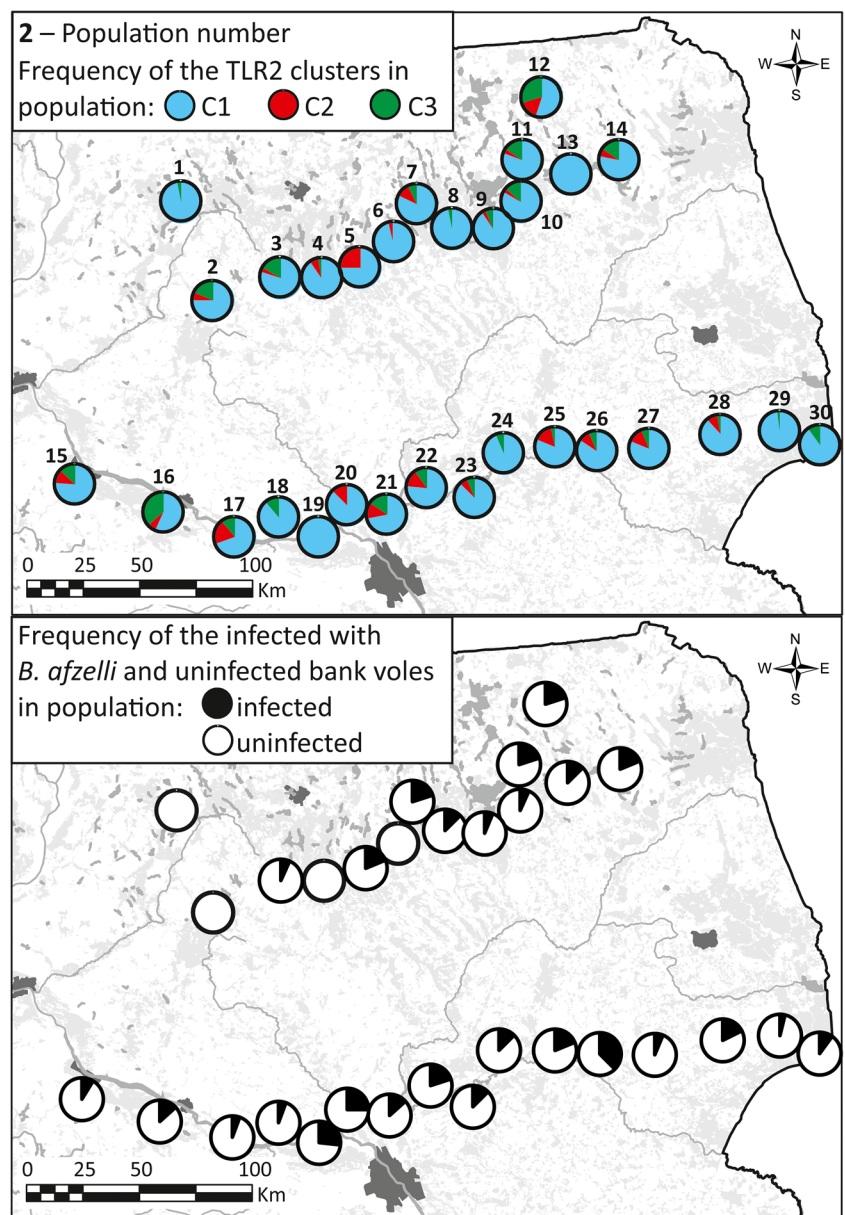 2 – Population number
Frequency of the TLR2 clusters in
population: C1 C2 C3
N
W E
S
12
11 13 14
1
7
8 9
10
6
5
4
3
2
24 25 26 27 28 29 30
15
16
17 18 19 20 21 22 23
0 25 50 100
Km
Frequency of the infected with
B. afzelli and uninfected bank voles
in population: infected
uninfected
N
W E
S
0 25 50 100
Km